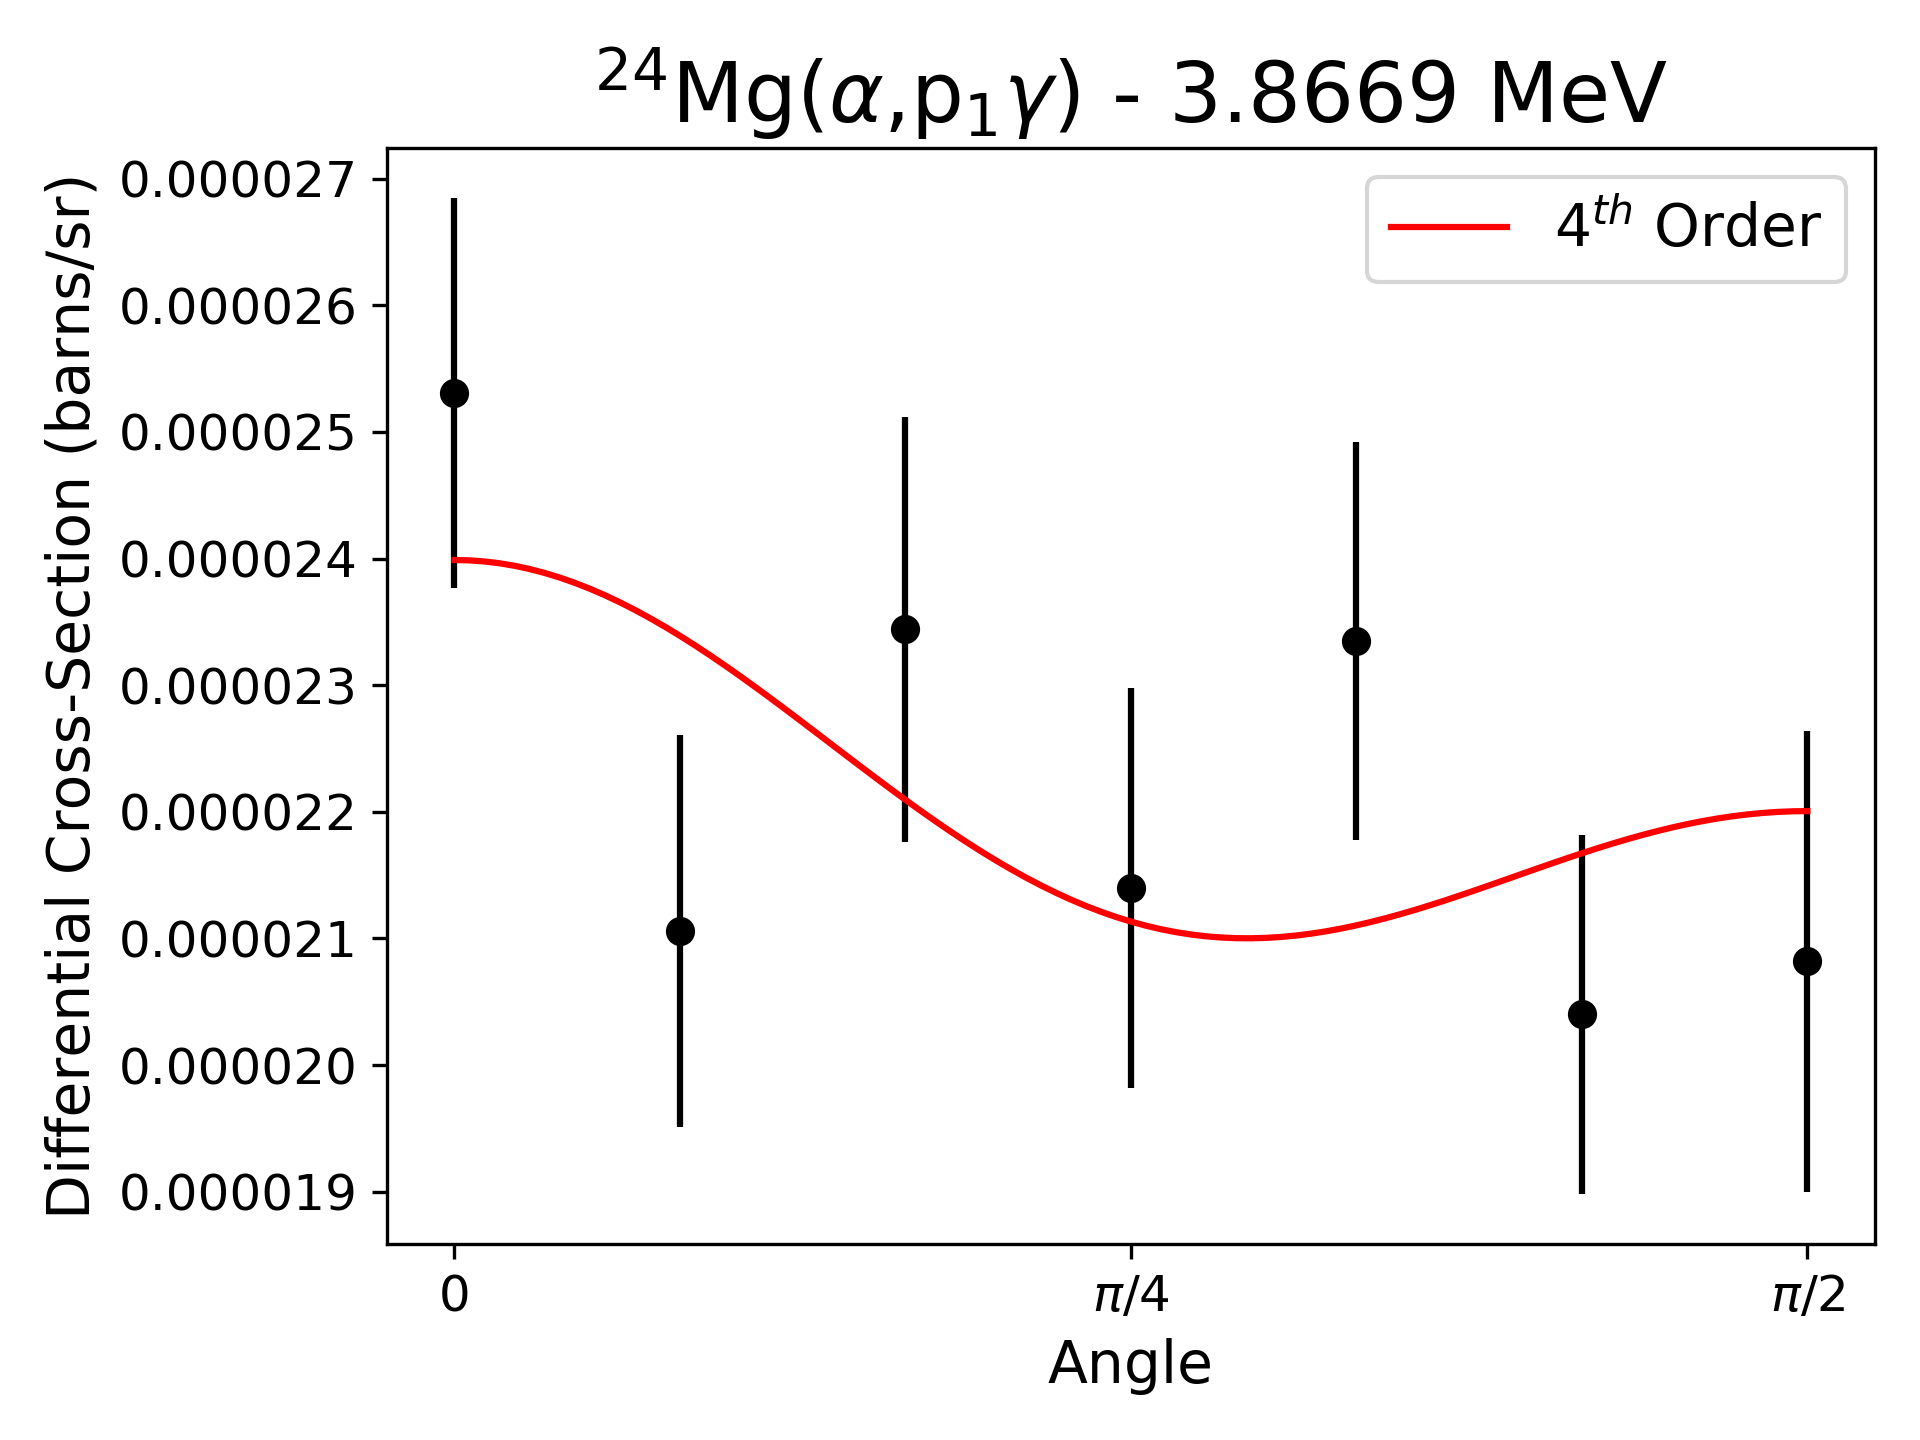 ²⁴Mg(α,p₁γ) - 3.8669 MeV
4ᵗʰ Order
Differential Cross-Section (barns/sr)
0.000027
0.000026
0.000025
0.000024
0.000023
0.000022
0.000021
0.000020
0.000019
0 π/4 π/2
Angle